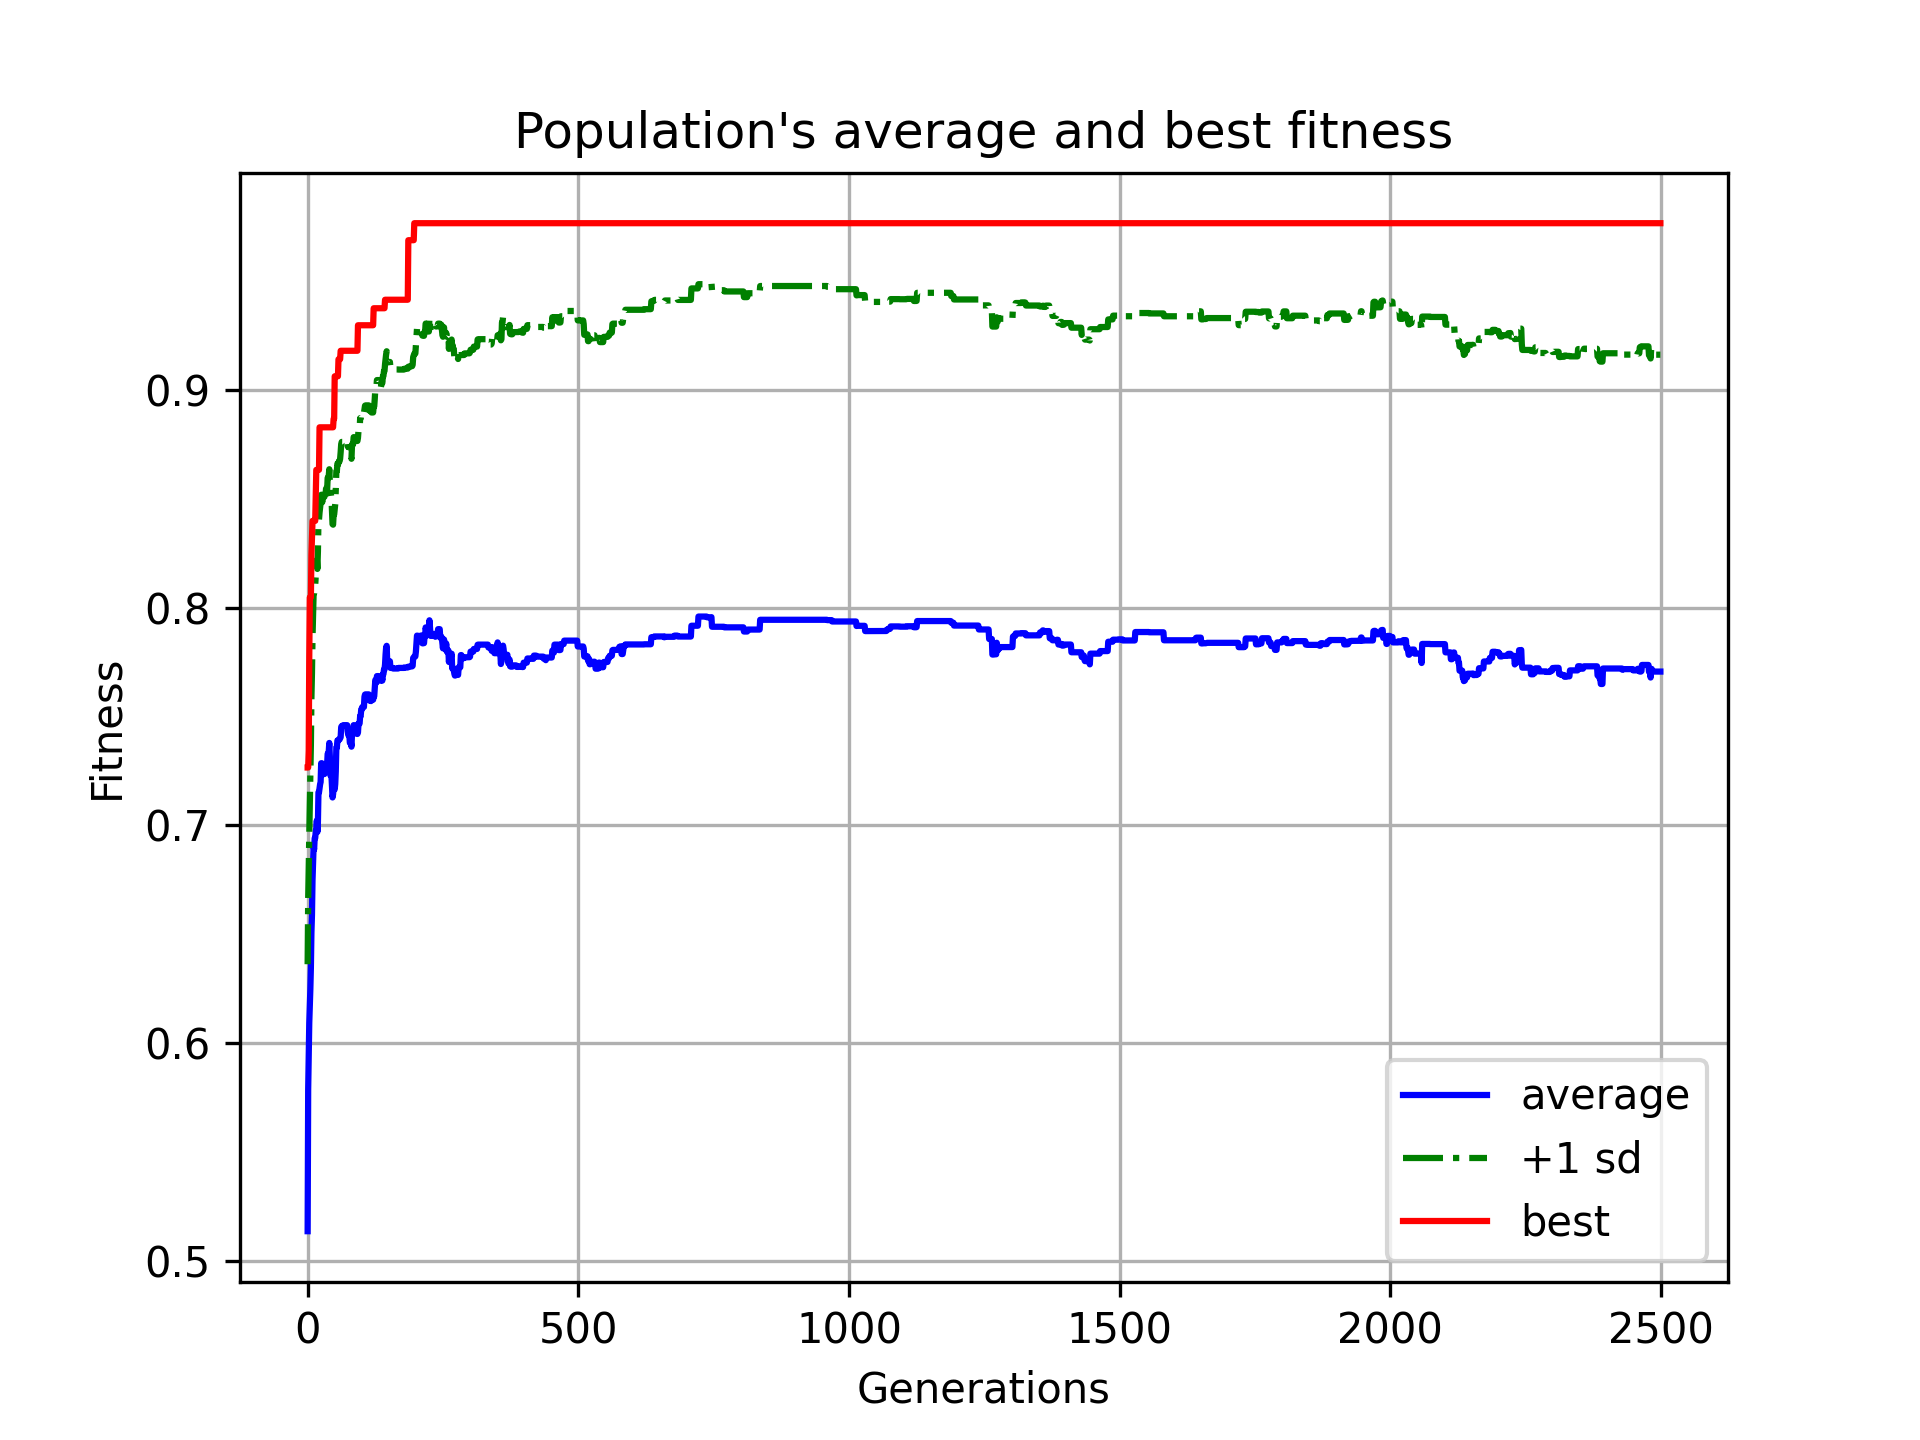 Population's average and best fitness
Fitness
0.9
0.8
0.7
0.6
0.5
0 500 1000 1500 2000 2500
Generations
average
+1 sd
best